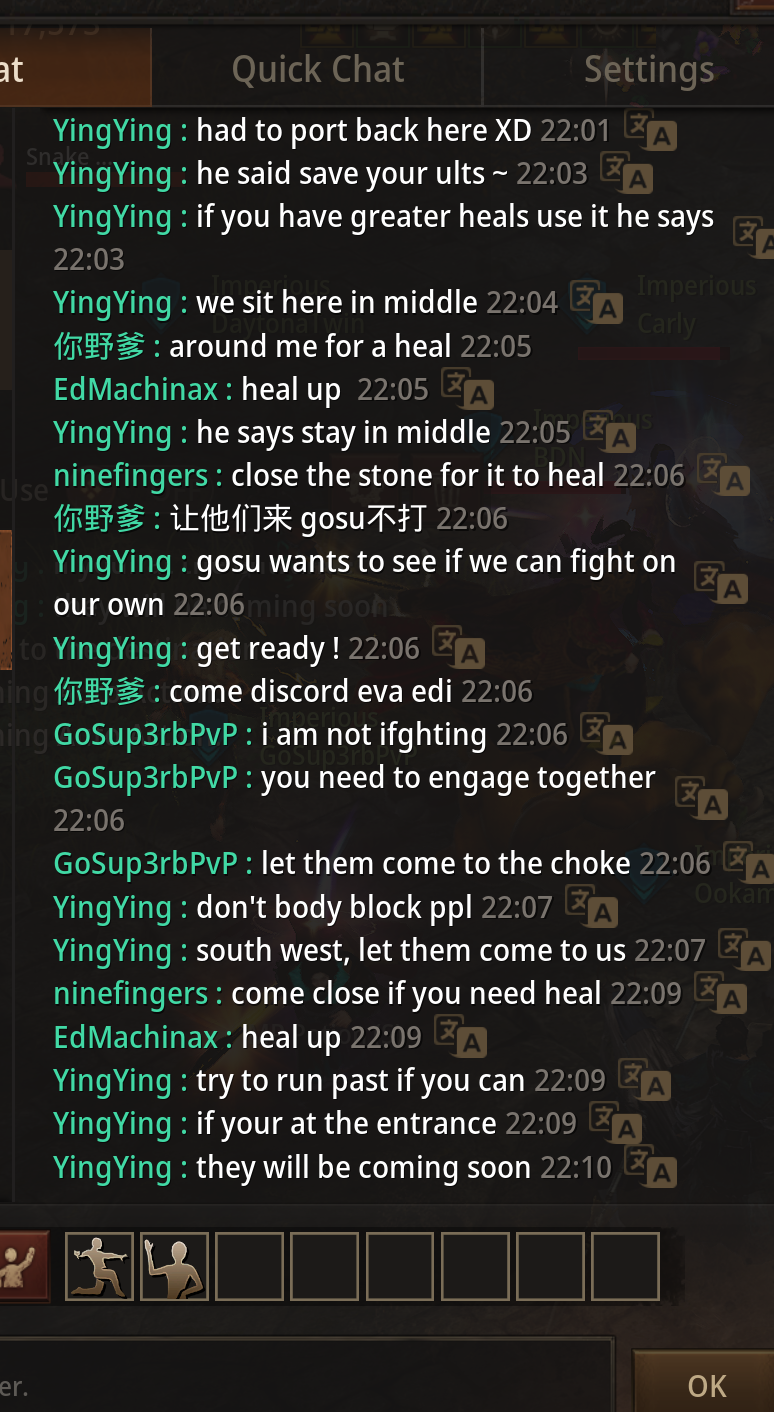 at
Quick Chat
Settings
YingYing : had to port back here XD 22:01
Snake ...
YingYing : he said save your ults ~ 22:03
YingYing : if you have greater heals use it he says
22:03
Imperious
Imperious
YingYing : we sit here in middle 22:04
Carly
你野爹 : around me for a heal 22:05
EdMachinax : heal up 22:05
YingYing : he says stay in middle 22:05
BDN
ninefingers : close the stone for it to heal 22:06
Use
你野爹 : 让他们来 gosu不打 22:06
YingYing : gosu wants to see if we can fight on
our own 22:06
YingYing : get ready ! 22:06
你野爹 : come discord eva edi 22:06
Imperious
GoSup3rbPvP : i am not ifghting 22:06
GoSup3rbPvP
GoSup3rbPvP : you need to engage together
22:06
GoSup3rbPvP : let them come to the choke 22:06
Ookam
YingYing : don't body block ppl 22:07
YingYing : south west, let them come to us 22:07
ninefingers : come close if you need heal 22:09
EdMachinax : heal up 22:09
YingYing : try to run past if you can 22:09
YingYing : if your at the entrance 22:09
YingYing : they will be coming soon 22:10
er.
OK